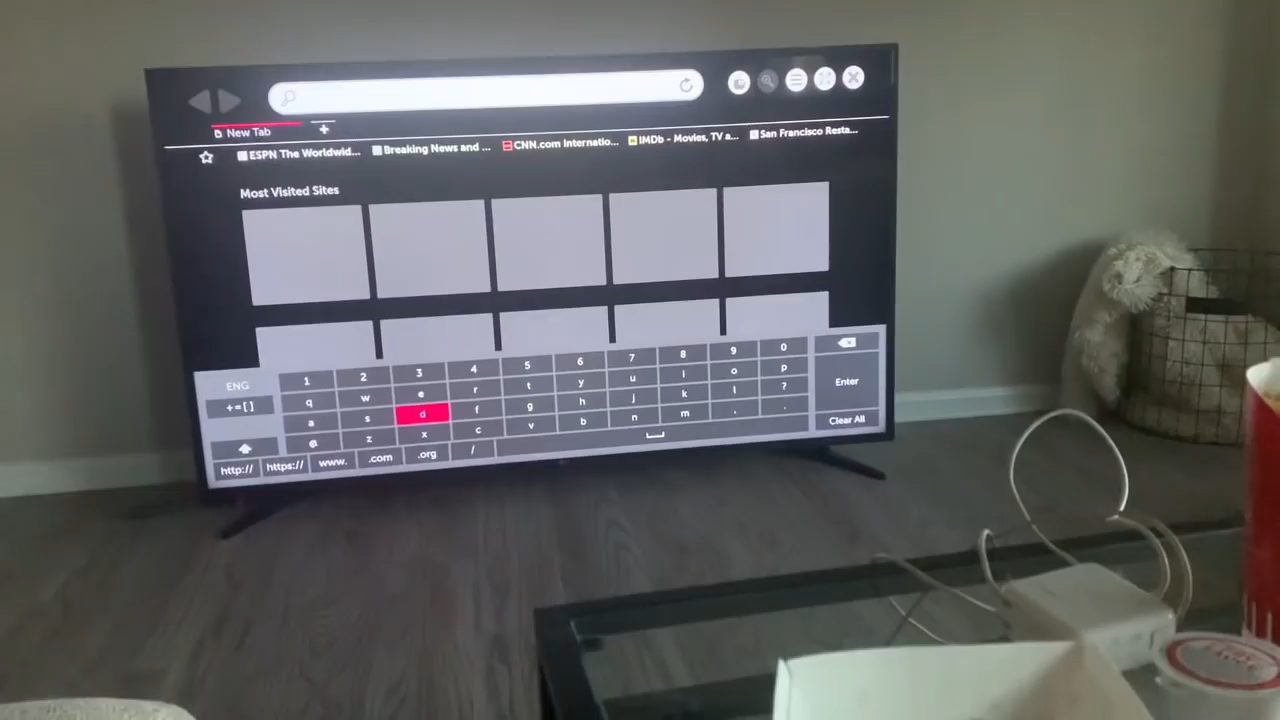 New Tab
+
ESPN The Worldwid...
Breaking News and ...
CNN.com Internatio...
IMDb - Movies, TV a...
San Francisco Resta...
Most Visited Sites
ENG 1 2 3 4 5 6 7 8 9 0
+=[] q w e r t y u i o p Enter
a s d f g h j k l ?
@ z x c v b n m , . Clear All
http:// https:// www. .com .org /